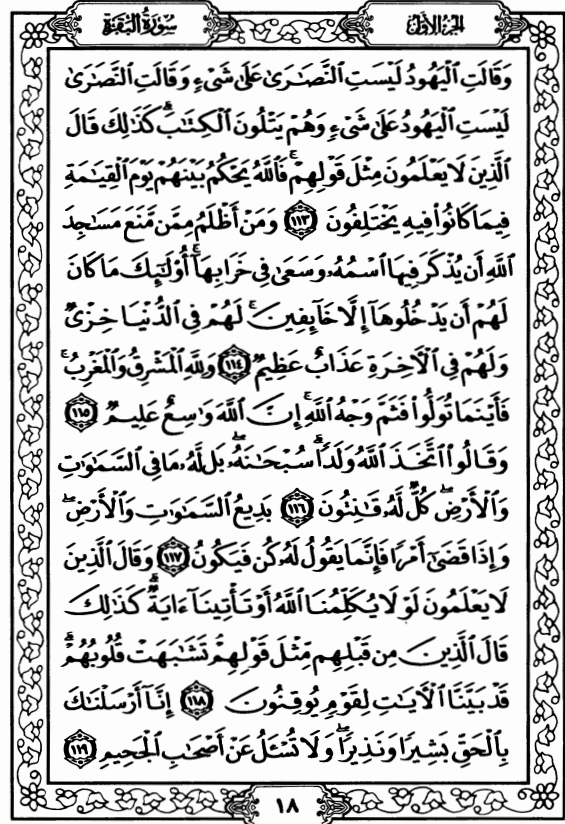 سُورَةُ البَقَرَةِ
الجُزءُ الأَوَّلُ
وَقَالَتِ ٱلۡيَهُودُ لَيۡسَتِ ٱلنَّصَٰرَىٰ عَلَىٰ شَيۡءٖ وَقَالَتِ ٱلنَّصَٰرَىٰ
لَيۡسَتِ ٱلۡيَهُودُ عَلَىٰ شَيۡءٖ وَهُمۡ يَتۡلُونَ ٱلۡكِتَٰبَۗ كَذَٰلِكَ قَالَ
ٱلَّذِينَ لَا يَعۡلَمُونَ مِثۡلَ قَوۡلِهِمۡۚ فَٱللَّهُ يَحۡكُمُ بَيۡنَهُمۡ يَوۡمَ ٱلۡقِيَٰمَةِ
فِيمَا كَانُواْ فِيهِ يَخۡتَلِفُونَ ١١٣ وَمَنۡ أَظۡلَمُ مِمَّن مَّنَعَ مَسَٰجِدَ
ٱللَّهِ أَن يُذۡكَرَ فِيهَا ٱسۡمُهُۥ وَسَعَىٰ فِي خَرَابِهَآۚ أُوْلَٰٓئِكَ مَا كَانَ
لَهُمۡ أَن يَدۡخُلُوهَآ إِلَّا خَآئِفِينَۚ لَهُمۡ فِي ٱلدُّنۡيَا خِزۡيٞ
وَلَهُمۡ فِي ٱلۡأٓخِرَةِ عَذَابٌ عَظِيمٞ ١١٤ وَلِلَّهِ ٱلۡمَشۡرِقُ وَٱلۡمَغۡرِبُۚ
فَأَيۡنَمَا تُوَلُّواْ فَثَمَّ وَجۡهُ ٱللَّهِۚ إِنَّ ٱللَّهَ وَٰسِعٌ عَلِيمٞ ١١٥
وَقَالُواْ ٱتَّخَذَ ٱللَّهُ وَلَدٗاۗ سُبۡحَٰنَهُۥۖ بَل لَّهُۥ مَا فِي ٱلسَّمَٰوَٰتِ
وَٱلۡأَرۡضِۖ كُلّٞ لَّهُۥ قَٰنِتُونَ ١١٦ بَدِيعُ ٱلسَّمَٰوَٰتِ وَٱلۡأَرۡضِۖ
وَإِذَا قَضَىٰٓ أَمۡرٗا فَإِنَّمَا يَقُولُ لَهُۥ كُن فَيَكُونُ ١١٧ وَقَالَ ٱلَّذِينَ
لَا يَعۡلَمُونَ لَوۡلَا يُكَلِّمُنَا ٱللَّهُ أَوۡ تَأۡتِينَآ ءَايَةٞۗ كَذَٰلِكَ
قَالَ ٱلَّذِينَ مِن قَبۡلِهِم مِّثۡلَ قَوۡلِهِمۡۘ تَشَٰبَهَتۡ قُلُوبُهُمۡۗ
قَدۡ بَيَّنَّا ٱلۡأٓيَٰتِ لِقَوۡمٖ يُوقِنُونَ ١١٨ إِنَّآ أَرۡسَلۡنَٰكَ
بِٱلۡحَقِّ بَشِيرٗا وَنَذِيرٗاۖ وَلَا تُسۡـَٔلُ عَنۡ أَصۡحَٰبِ ٱلۡجَحِيمِ ١١٩
١٨